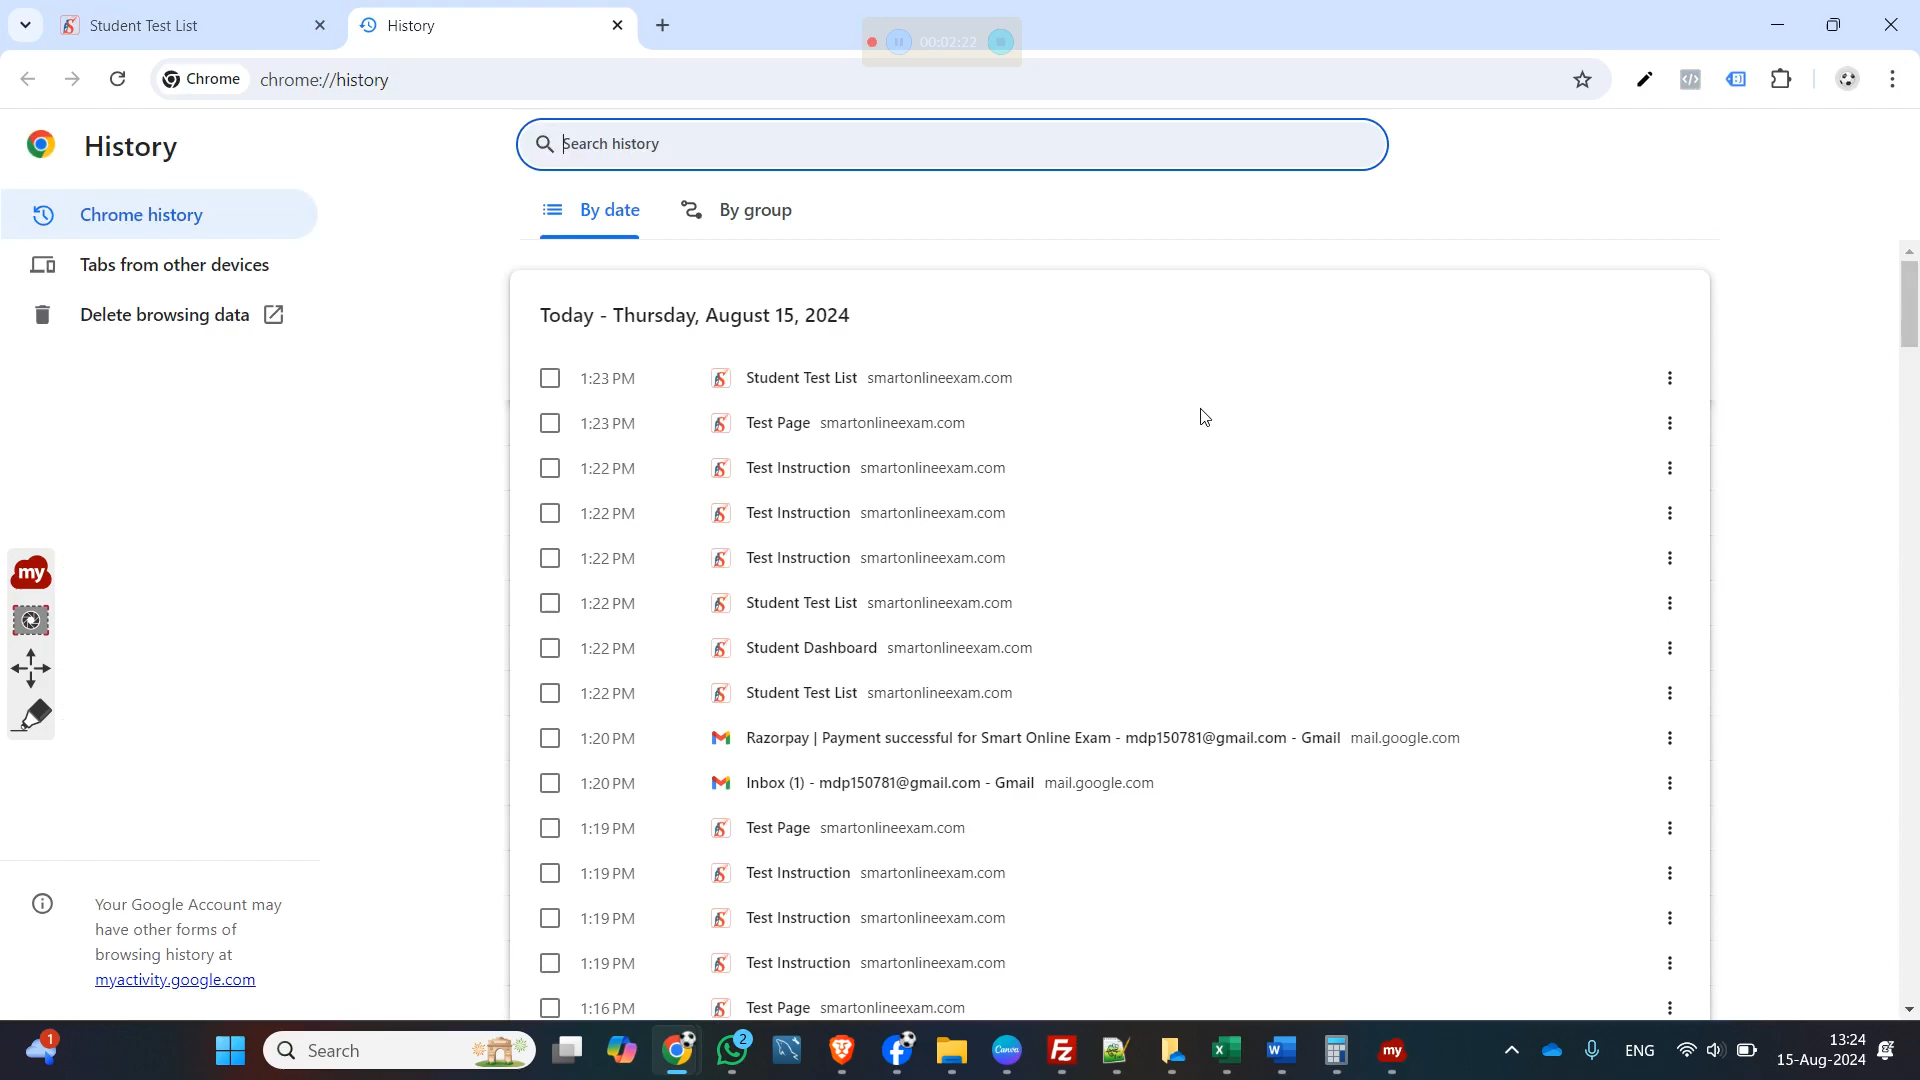 Student Test List
History
00:02:22
Chrome
chrome://history
History
Search history
Chrome history
Tabs from other devices
Delete browsing data
By date
By group
Today - Thursday, August 15, 2024
1:23 PM Student Test List smartonlineexam.com
1:23 PM Test Page smartonlineexam.com
1:22 PM Test Instruction smartonlineexam.com
1:22 PM Test Instruction smartonlineexam.com
1:22 PM Test Instruction smartonlineexam.com
1:22 PM Student Test List smartonlineexam.com
1:22 PM Student Dashboard smartonlineexam.com
1:22 PM Student Test List smartonlineexam.com
1:20 PM Razorpay | Payment successful for Smart Online Exam - mdp150781@gmail.com - Gmail mail.google.com
1:20 PM Inbox (1) - mdp150781@gmail.com - Gmail mail.google.com
1:19 PM Test Page smartonlineexam.com
1:19 PM Test Instruction smartonlineexam.com
1:19 PM Test Instruction smartonlineexam.com
1:19 PM Test Instruction smartonlineexam.com
1:16 PM Test Page smartonlineexam.com
my
Your Google Account may
have other forms of
browsing history at
myactivity.google.com
1
Search
2
Canva
my
ENG
13:24
15-Aug-2024